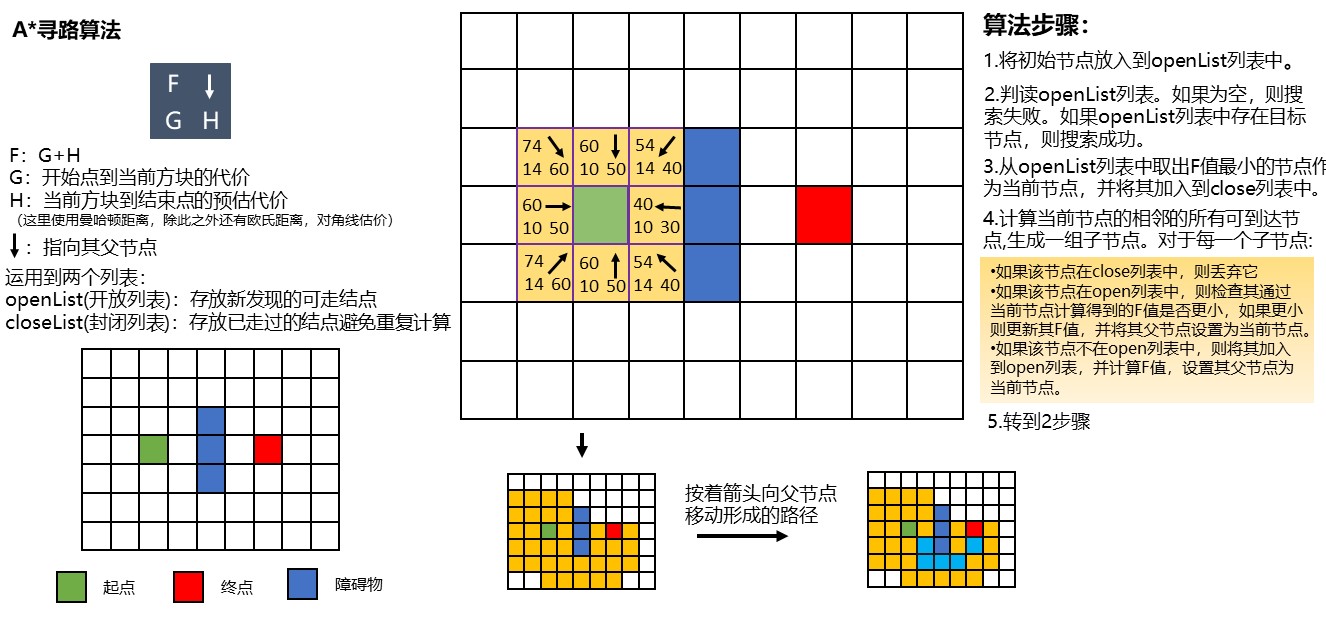 A*寻路算法
F
G H
F：G+H
G：开始点到当前方块的代价
H：当前方块到结束点的预估代价
（这里使用曼哈顿距离，除此之外还有欧氏距离，对角线估价）
：指向其父节点
运用到两个列表：
openList(开放列表)：存放新发现的可走结点
closeList(封闭列表)：存放已走过的结点避免重复计算
起点
终点
障碍物
74 60 54
14 60 10 50 14 40
60 40
10 50 10 30
74 60 54
14 60 10 50 14 40
按着箭头向父节点
移动形成的路径
算法步骤：
1.将初始节点放入到openList列表中。
2.判读openList列表。如果为空，则搜
索失败。如果openList列表中存在目标
节点，则搜索成功。
3.从openList列表中取出F值最小的节点作
为当前节点，并将其加入到close列表中。
4.计算当前节点的相邻的所有可到达节
点,生成一组子节点。对于每一个子节点:
•如果该节点在close列表中，则丢弃它
•如果该节点在open列表中，则检查其通过
当前节点计算得到的F值是否更小，如果更小
则更新其F值，并将其父节点设置为当前节点。
•如果该节点不在open列表中，则将其加入
到open列表，并计算F值，设置其父节点为
当前节点。
5.转到2步骤